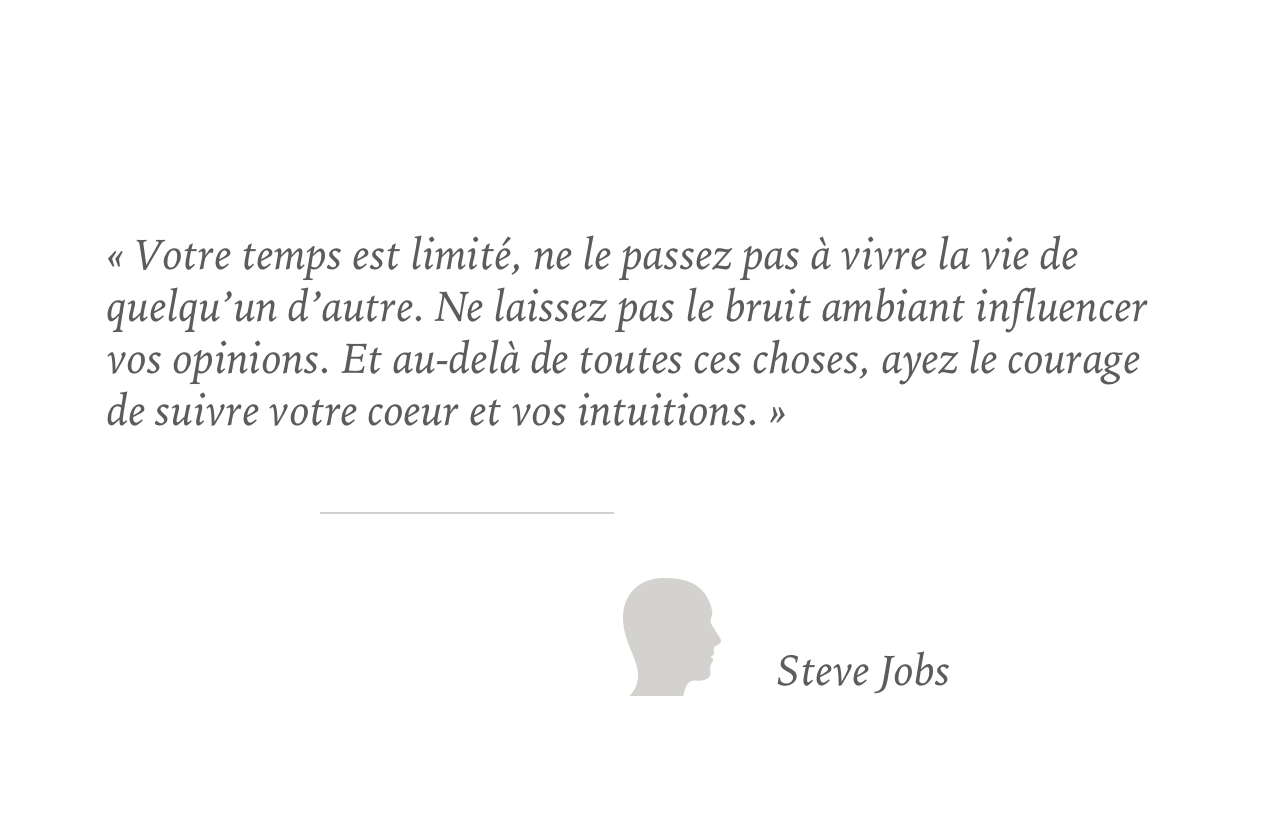 « Votre temps est limité, ne le passez pas à vivre la vie de
quelqu’un d’autre. Ne laissez pas le bruit ambiant influencer
vos opinions. Et au-delà de toutes ces choses, ayez le courage
de suivre votre coeur et vos intuitions. »
Steve Jobs